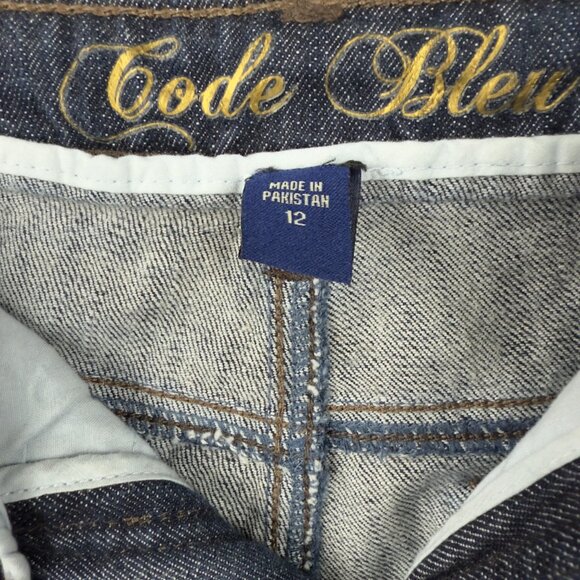 Code Bleu
MADE IN
PAKISTAN
12